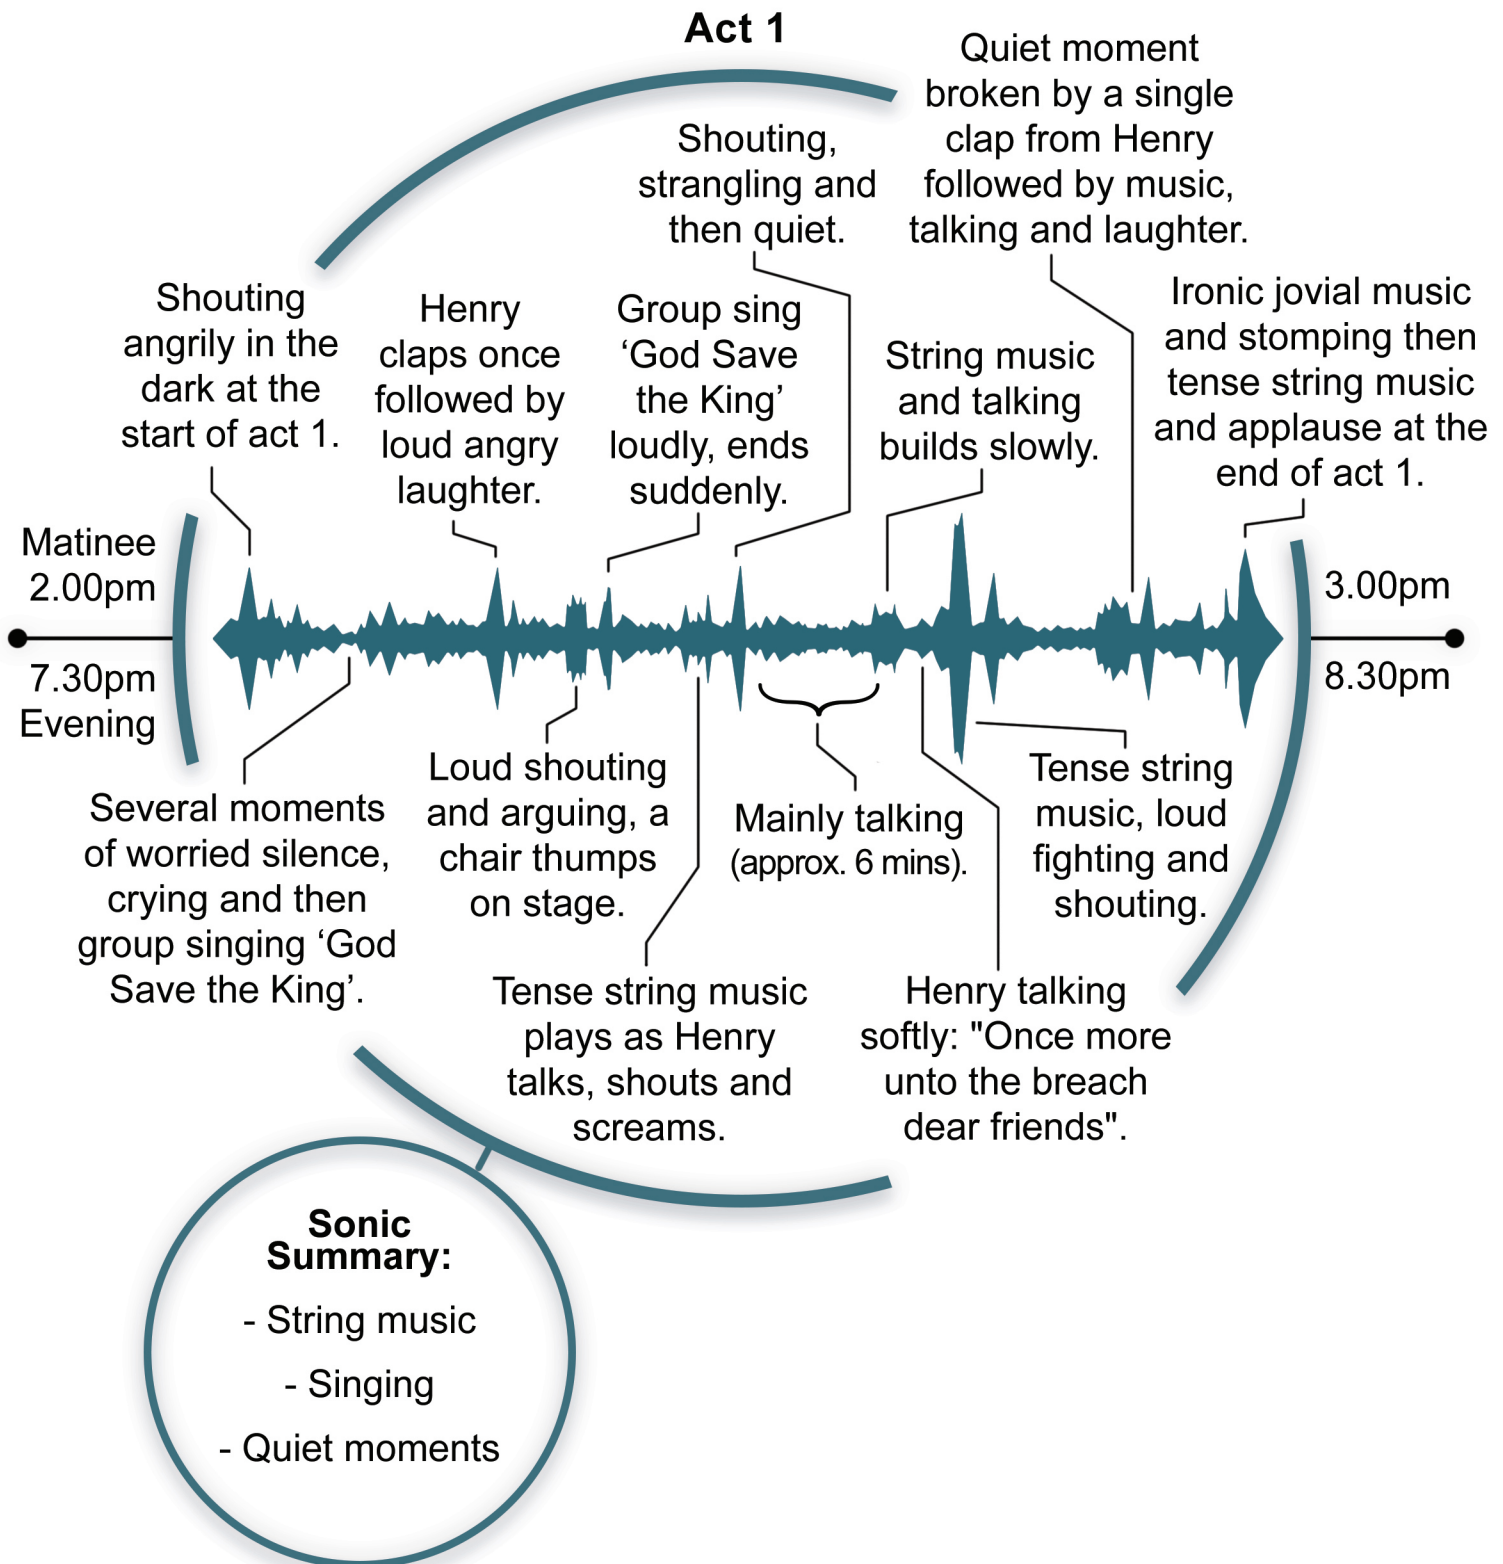 Act 1
Quiet moment
broken by a single
clap from Henry
followed by music,
talking and laughter.
Shouting,
strangling and
then quiet.
Shouting
angrily in the
dark at the
start of act 1.
Henry
claps once
followed by
loud angry
laughter.
Group sing
‘God Save
the King’
loudly, ends
suddenly.
String music
and talking
builds slowly.
Ironic jovial music
and stomping then
tense string music
and applause at the
end of act 1.
Matinee
2.00pm
7.30pm
Evening
3.00pm
8.30pm
Several moments
of worried silence,
crying and then
group singing ‘God
Save the King’.
Loud shouting
and arguing, a
chair thumps
on stage.
Tense string music
plays as Henry
talks, shouts and
screams.
Mainly talking
(approx. 6 mins).
Henry talking
softly: "Once more
unto the breach
dear friends".
Tense string
music, loud
fighting and
shouting.
Sonic
Summary:
- String music
- Singing
- Quiet moments